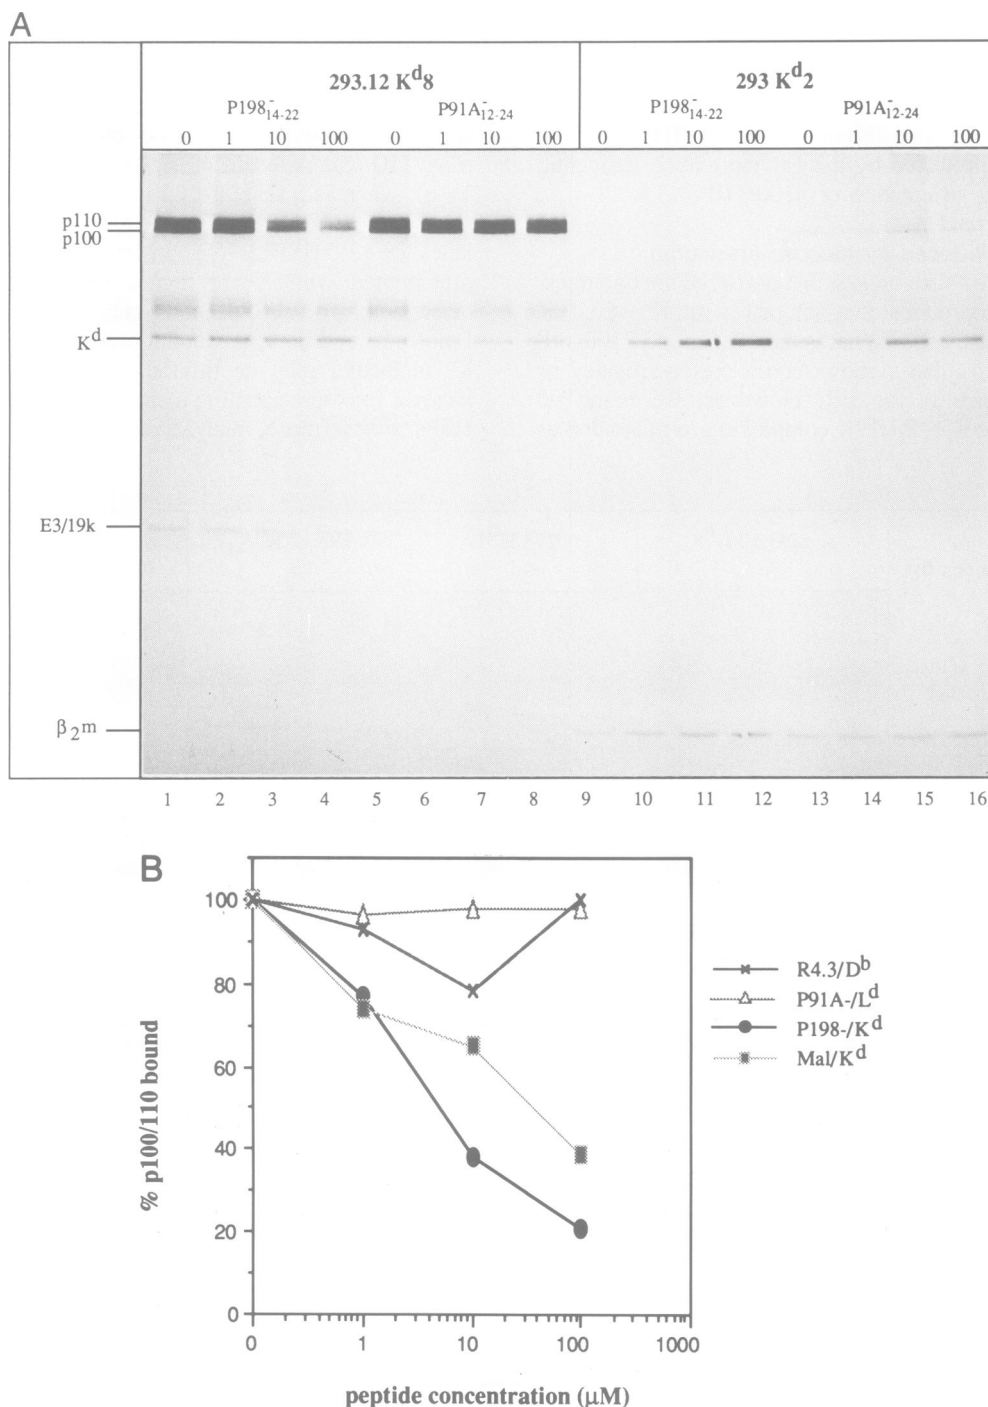 A
293.12 Kᵈ8 293 Kᵈ2
P198⁻₁₄₋₂₂ P91A⁻₁₂₋₂₄ P198⁻₁₄₋₂₂ P91A⁻₁₂₋₂₄
0 1 10 100 0 1 10 100 0 1 10 100 0 1 10 100
p110
p100
Kᵈ
E3/19k
β₂m
1 2 3 4 5 6 7 8 9 10 11 12 13 14 15 16
B
100
80
60
40
20
0
% p100/110 bound
0 1 10 100 1000
peptide concentration (μM)
R4.3/Dᵇ
P91A-/Lᵈ
P198-/Kᵈ
Mal/Kᵈ